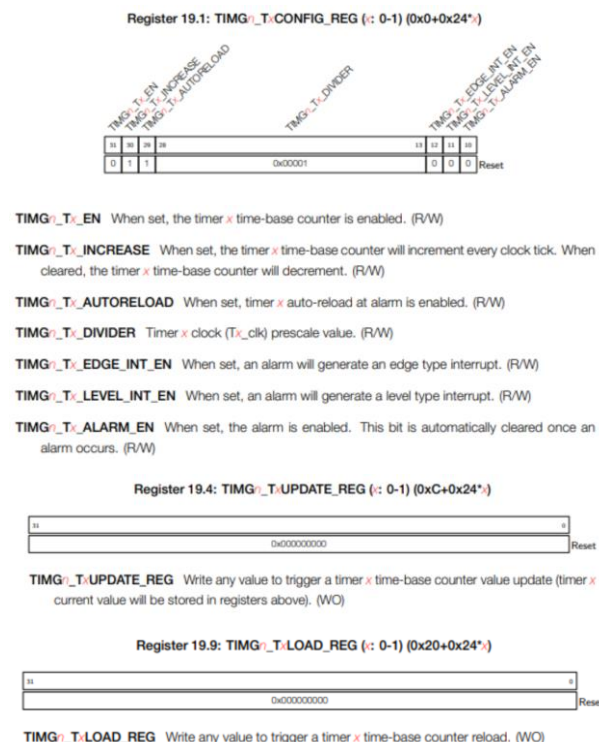 Register 19.1: TIMGn_TxCONFIG_REG (x: 0-1) (0x0+0x24*x)
TIMGn_Tx_EN TIMGn_Tx_INCREASE TIMGn_Tx_AUTORELOAD TIMGn_Tx_DIVIDER TIMGn_Tx_EDGE_INT_EN TIMGn_Tx_LEVEL_INT_EN TIMGn_Tx_ALARM_EN
31 30 29 28 13 12 11 10
0 1 1 0x00001 0 0 0 Reset
TIMGn_Tx_EN When set, the timer x time-base counter is enabled. (R/W)
TIMGn_Tx_INCREASE When set, the timer x time-base counter will increment every clock tick. When
cleared, the timer x time-base counter will decrement. (R/W)
TIMGn_Tx_AUTORELOAD When set, timer x auto-reload at alarm is enabled. (R/W)
TIMGn_Tx_DIVIDER Timer x clock (Tx_clk) prescale value. (R/W)
TIMGn_Tx_EDGE_INT_EN When set, an alarm will generate an edge type interrupt. (R/W)
TIMGn_Tx_LEVEL_INT_EN When set, an alarm will generate a level type interrupt. (R/W)
TIMGn_Tx_ALARM_EN When set, the alarm is enabled. This bit is automatically cleared once an
alarm occurs. (R/W)
Register 19.4: TIMGn_TxUPDATE_REG (x: 0-1) (0xC+0x24*x)
31 0
0x000000000 Reset
TIMGn_TxUPDATE_REG Write any value to trigger a timer x time-base counter value update (timer x
current value will be stored in registers above). (WO)
Register 19.9: TIMGn_TxLOAD_REG (x: 0-1) (0x20+0x24*x)
31 0
0x000000000 Rese
TIMGn_TxLOAD_REG Write any value to trigger a timer x time-base counter reload. (WO)